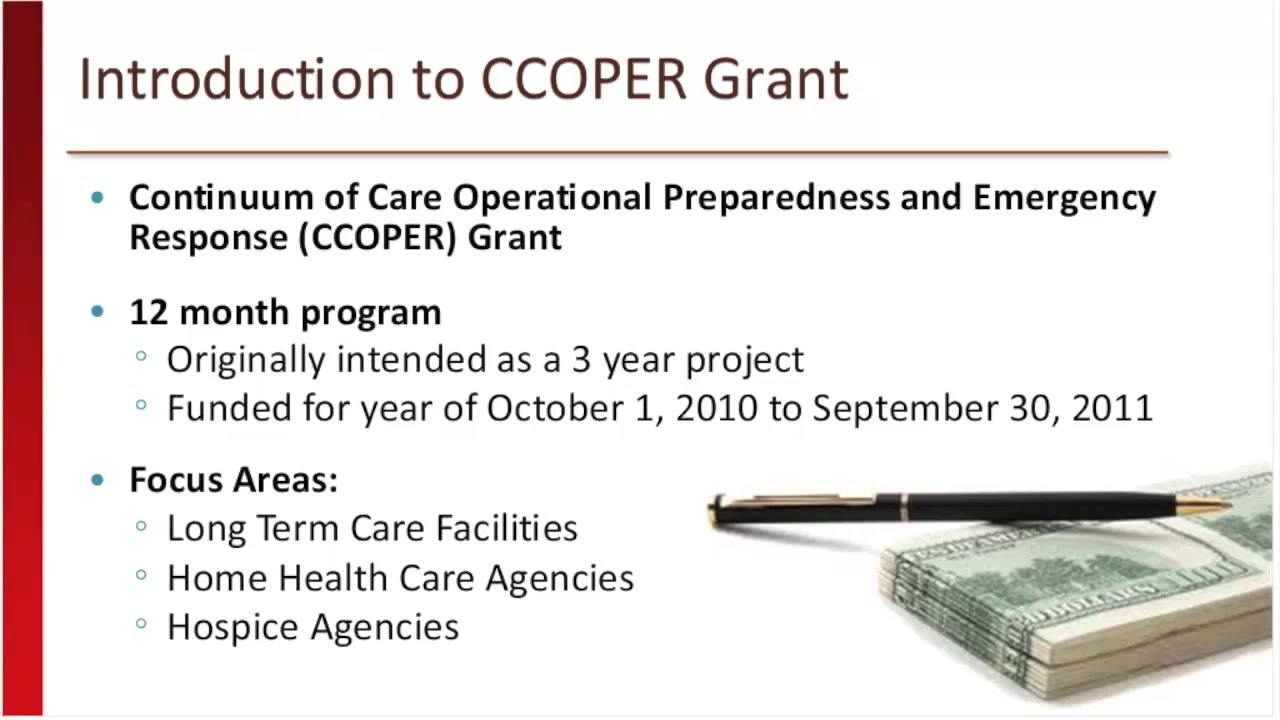 Introduction to CCOPER Grant
• Continuum of Care Operational Preparedness and Emergency
Response (CCOPER) Grant
• 12 month program
◦ Originally intended as a 3 year project
◦ Funded for year of October 1, 2010 to September 30, 2011
• Focus Areas:
◦ Long Term Care Facilities
◦ Home Health Care Agencies
◦ Hospice Agencies
DOLLARS